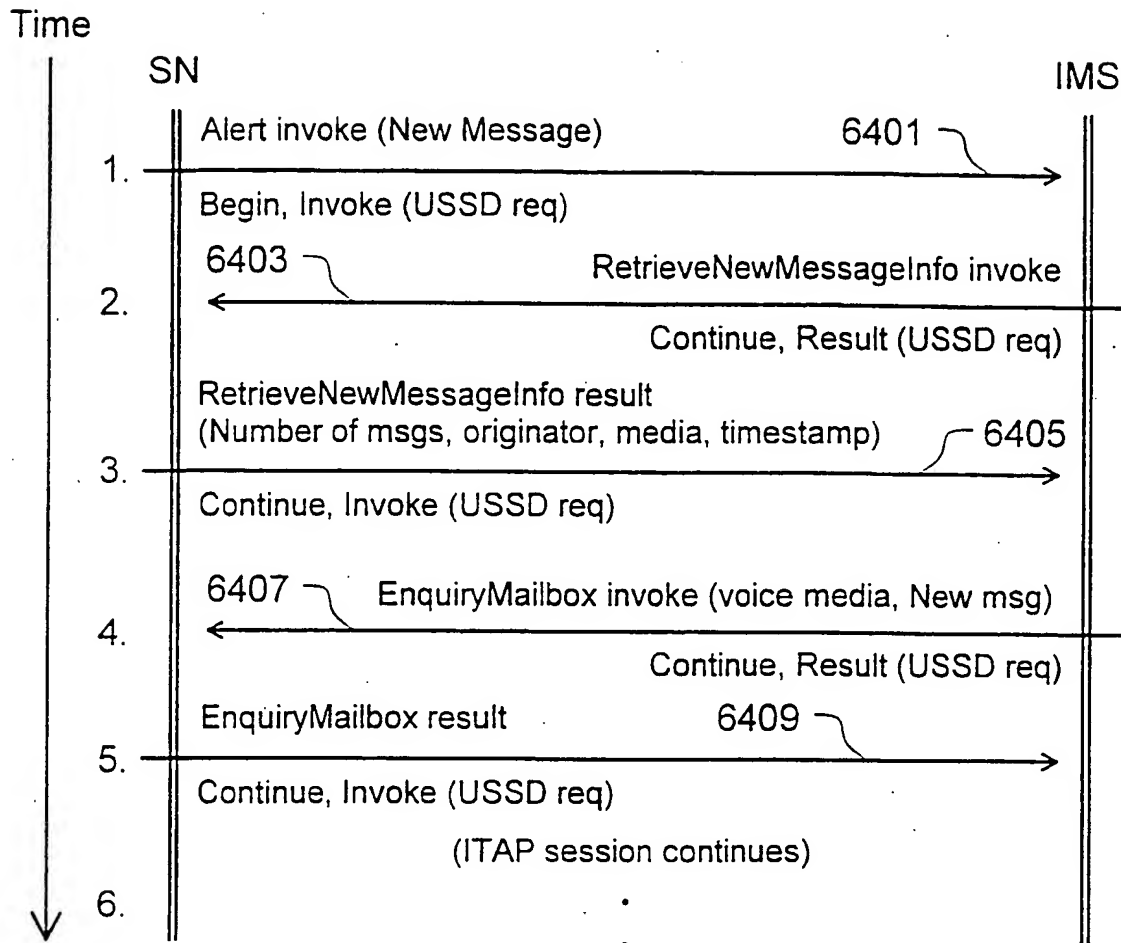 Time
SN
IMS
Alert invoke (New Message)
6401
1.
Begin, Invoke (USSD req)
6403
RetrieveNewMessageInfo invoke
2.
Continue, Result (USSD req)
RetrieveNewMessageInfo result
(Number of msgs, originator, media, timestamp)
6405
3.
Continue, Invoke (USSD req)
6407
EnquiryMailbox invoke (voice media, New msg)
4.
Continue, Result (USSD req)
EnquiryMailbox result
6409
5.
Continue, Invoke (USSD req)
(ITAP session continues)
6.